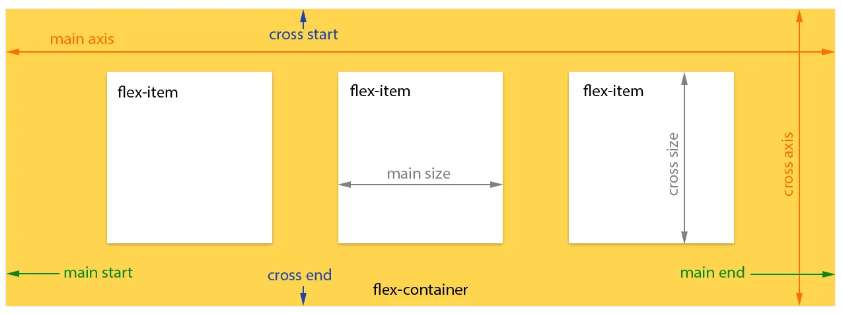 cross start
main axis
flex-item
flex-item
flex-item
main size
cross size
cross axis
main start
cross end
main end
flex-container